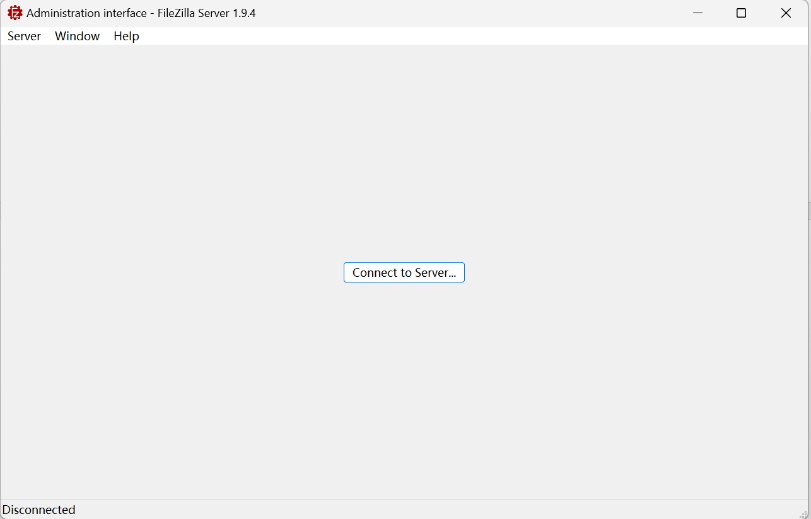 Administration interface - FileZilla Server 1.9.4
Server Window Help
Connect to Server...
Disconnected